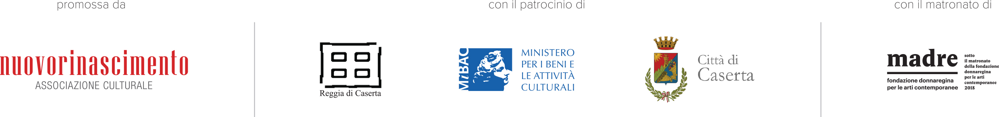 promossa da
con il patrocinio di
con il matronato di
nuovorinascimento
ASSOCIAZIONE CULTURALE
Reggia di Caserta
MiBAC
MINISTERO
PER I BENI E
LE ATTIVITÀ
CULTURALI
Città di
Caserta
madre
fondazione donnaregina
per le arti contemporanee
sotto
il matronato
della fondazione
donnaregina
per le arti
contemporanee
2018